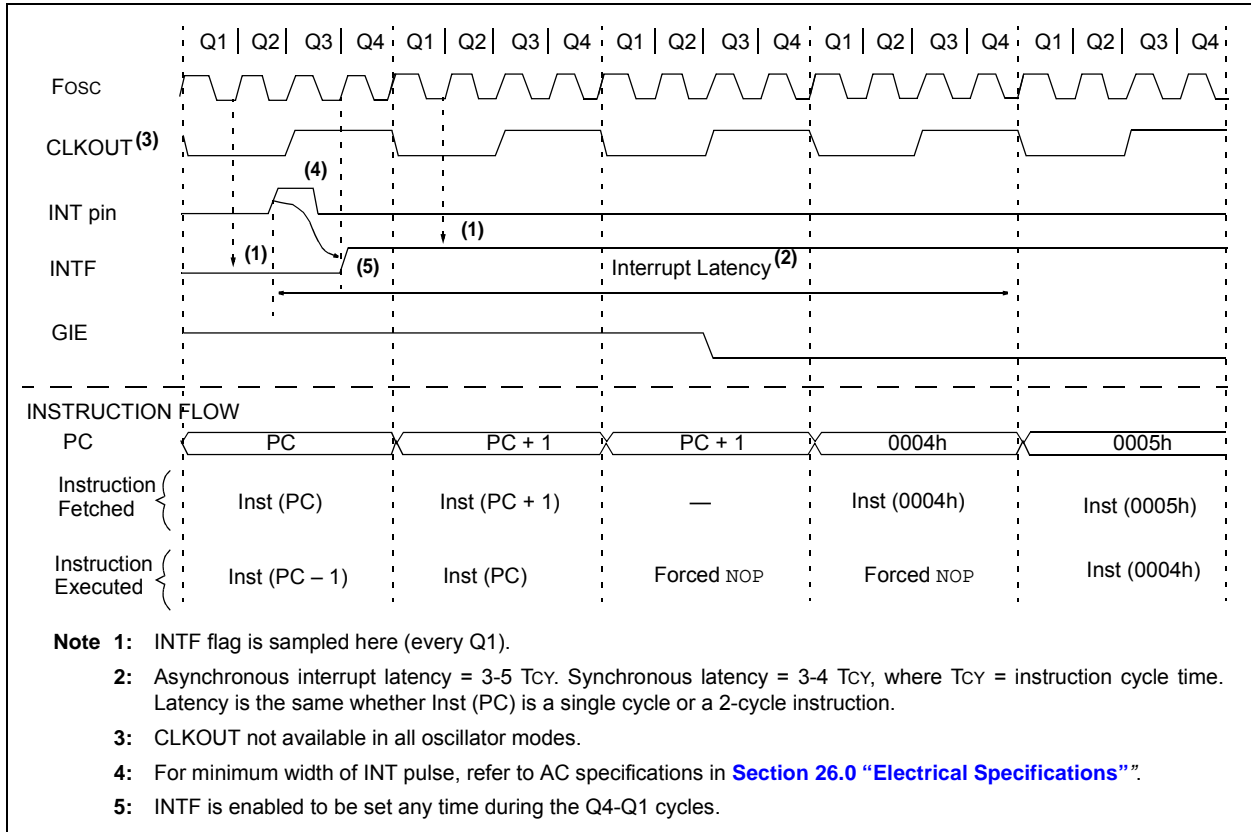 Q1 Q2 Q3 Q4 Q1 Q2 Q3 Q4 Q1 Q2 Q3 Q4 Q1 Q2 Q3 Q4 Q1 Q2 Q3 Q4
FOSC
CLKOUT (3)
(4)
INT pin
(1)
(1)
INTF
(5)
Interrupt Latency (2)
GIE
INSTRUCTION FLOW
PC PC PC + 1 PC + 1 0004h 0005h
Instruction
Fetched
Inst (PC) Inst (PC + 1) — Inst (0004h) Inst (0005h)
Instruction
Executed
Inst (PC – 1) Inst (PC) Forced NOP Forced NOP Inst (0004h)
Note 1: INTF flag is sampled here (every Q1).
2: Asynchronous interrupt latency = 3-5 TCY. Synchronous latency = 3-4 TCY, where TCY = instruction cycle time.
Latency is the same whether Inst (PC) is a single cycle or a 2-cycle instruction.
3: CLKOUT not available in all oscillator modes.
4: For minimum width of INT pulse, refer to AC specifications in Section 26.0 “Electrical Specifications””.
5: INTF is enabled to be set any time during the Q4-Q1 cycles.